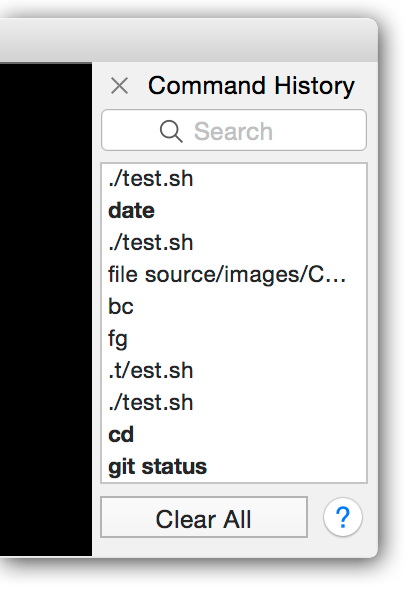 Command History
Search
./test.sh
date
./test.sh
file source/images/C...
bc
fg
.t/est.sh
./test.sh
cd
git status
Clear All
?